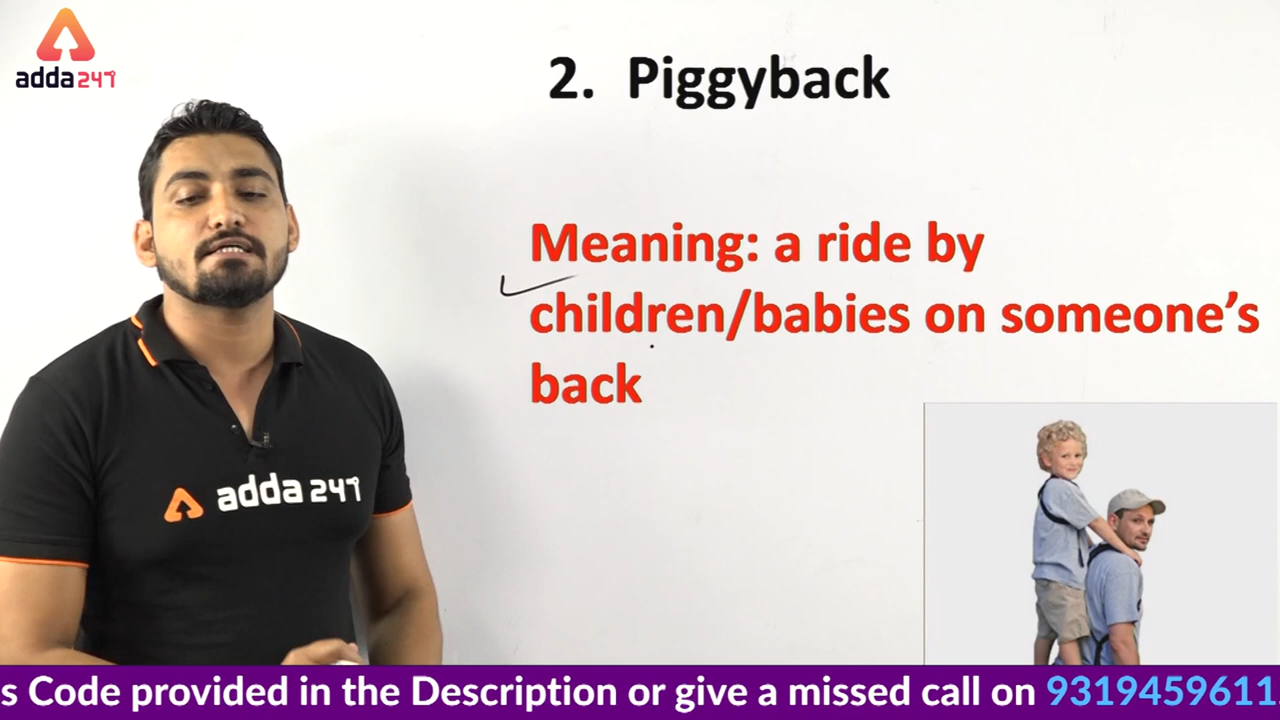 adda247
2. Piggyback
Meaning: a ride by
children/babies on someone’s
back
adda247
s Code provided in the Description or give a missed call on 9319459611